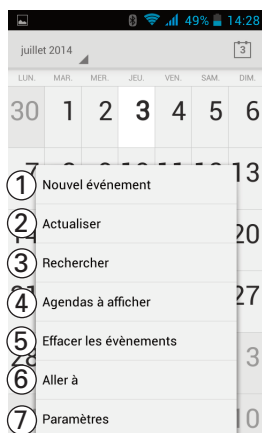 49% 14:28
juillet 2014 3
LUN. MAR. MER. JEU. VEN. SAM. DIM.
30 1 2 3 4 5 6
13
1 Nouvel événement
2 Actualiser
20
3 Rechercher
4 Agendas à afficher
27
5 Effacer les évènements
3
6 Aller à
7 Paramètres